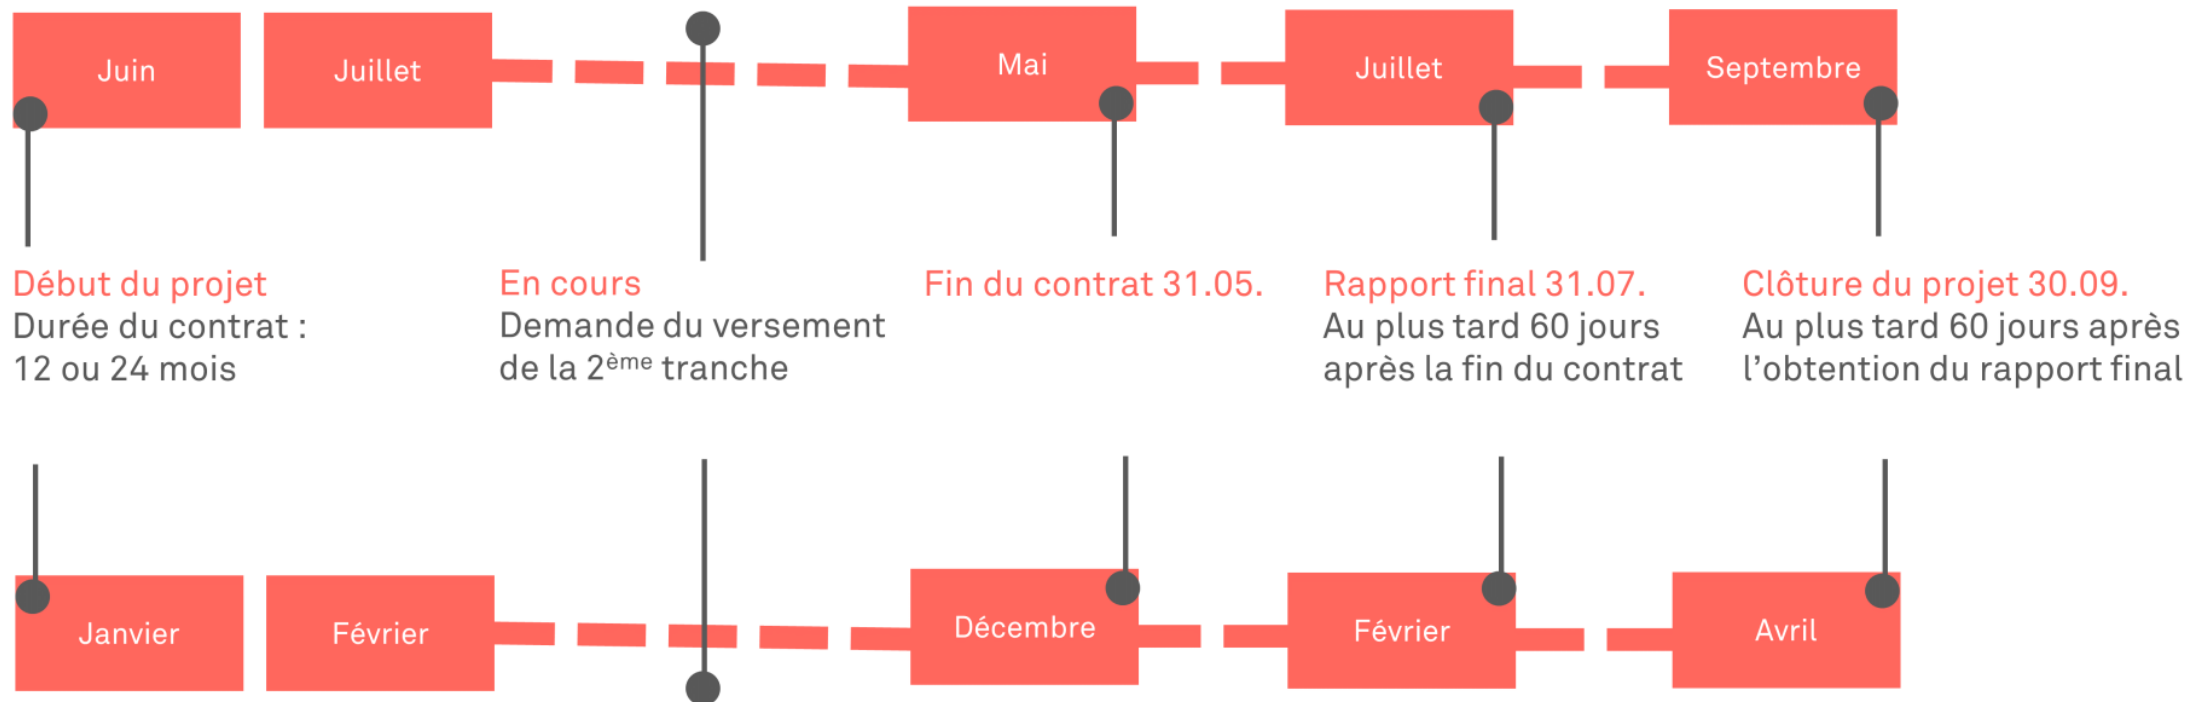 Juin
Juillet
Mai
Juillet
Septembre
Début du projet
Durée du contrat :
12 ou 24 mois
En cours
Demande du versement
de la 2ème tranche
Fin du contrat 31.05.
Rapport final 31.07.
Au plus tard 60 jours
après la fin du contrat
Clôture du projet 30.09.
Au plus tard 60 jours après
l’obtention du rapport final
Janvier
Février
Décembre
Février
Avril